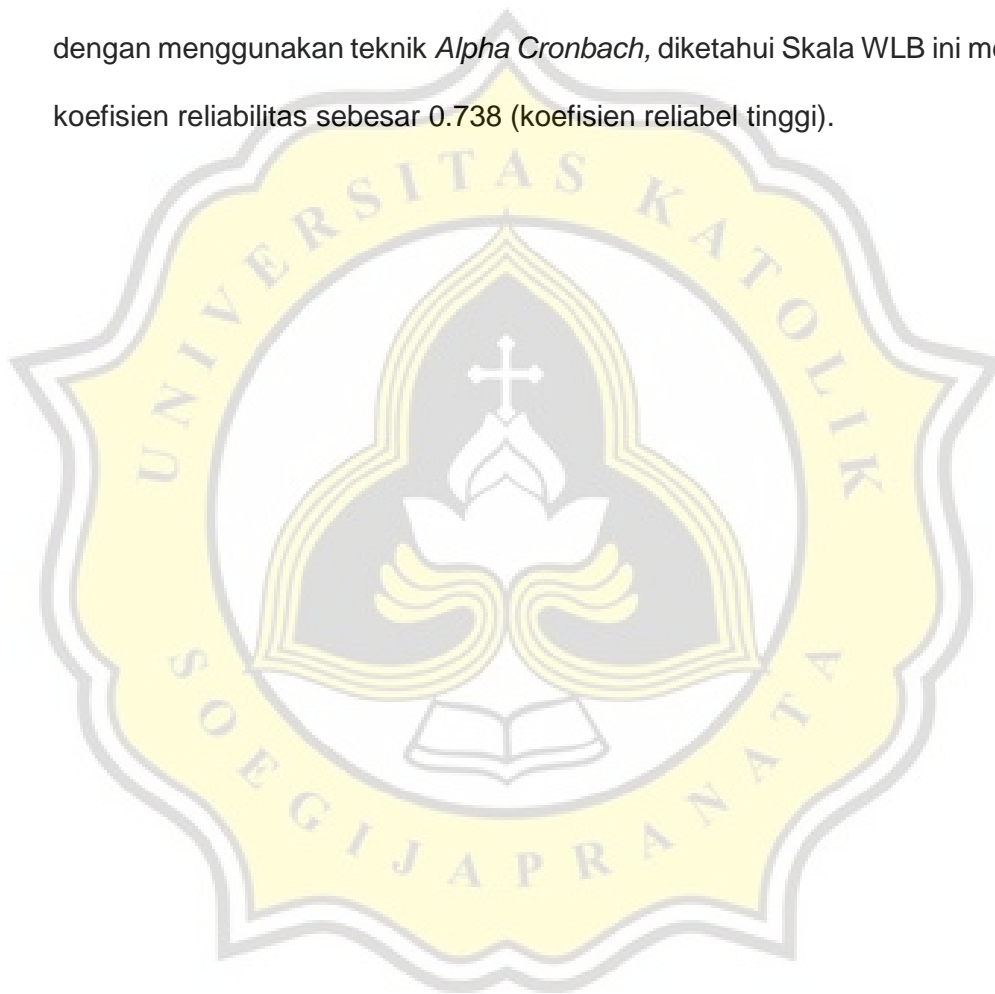 dengan menggunakan teknik Alpha Cronbach, diketahui Skala WLB ini
koefisien reliabilitas sebesar 0.738 (koefisien reliabel tinggi).
UNIVERSITAS KATOLIK
SOEGIJAPRANATA